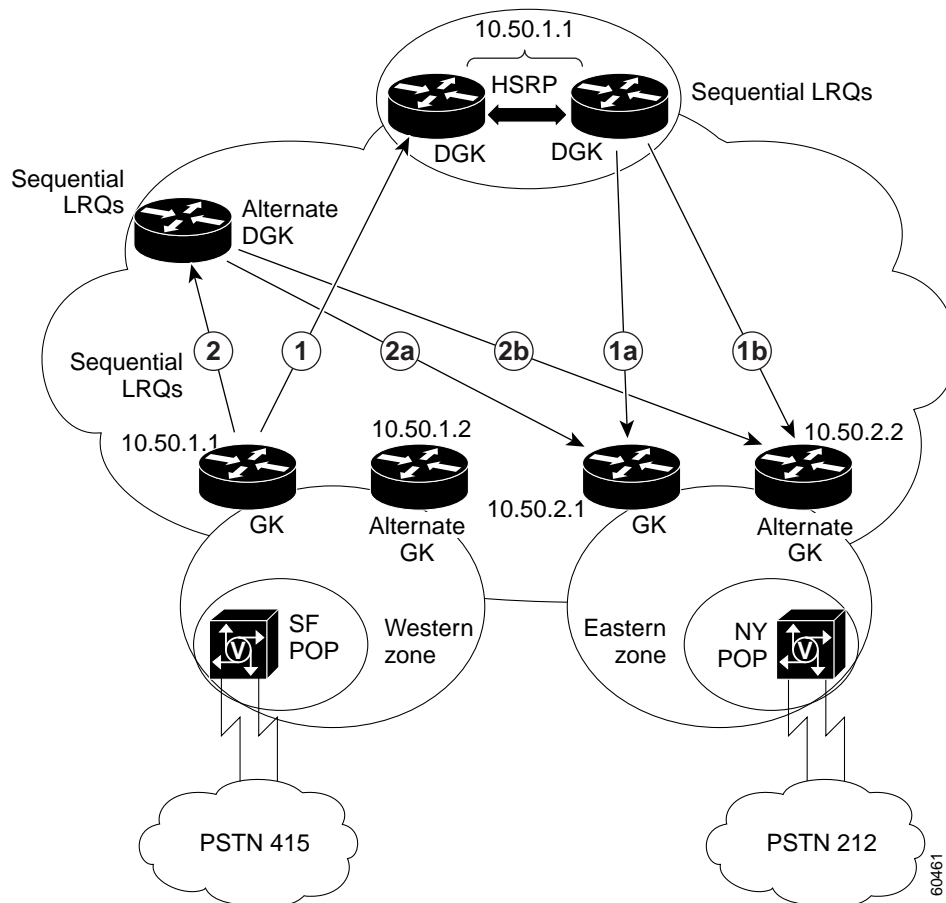 10.50.1.1
HSRP
DGK
DGK
Sequential LRQs
Sequential
LRQs
Alternate
DGK
2
1
2a
2b
1a
1b
Sequential
LRQs
10.50.1.1
GK
10.50.1.2
Alternate
GK
10.50.2.1
GK
10.50.2.2
Alternate
GK
V
SF
POP
Western
zone
Eastern
zone
NY
POP
V
PSTN 415
PSTN 212
60461